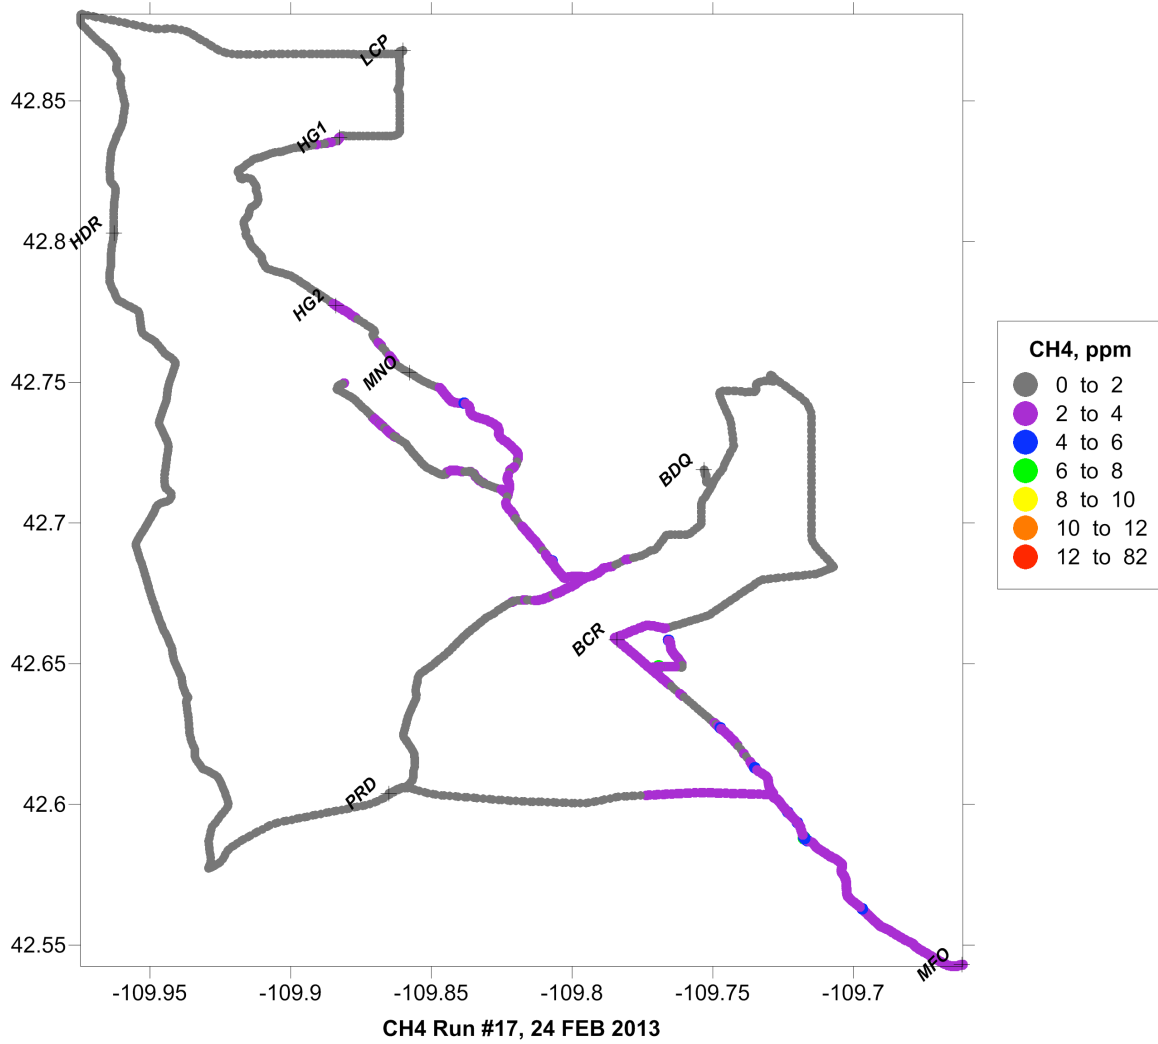 LCP
42.85
HG1
HDR
42.8
HG2
MNO
42.75
BDQ
42.7
BCR
42.65
PRD
42.6
42.55
MFO
-109.95
-109.9
-109.85
-109.8
-109.75
-109.7
CH4 Run #17, 24 FEB 2013
CH4, ppm
0 to 2
2 to 4
4 to 6
6 to 8
8 to 10
10 to 12
12 to 82